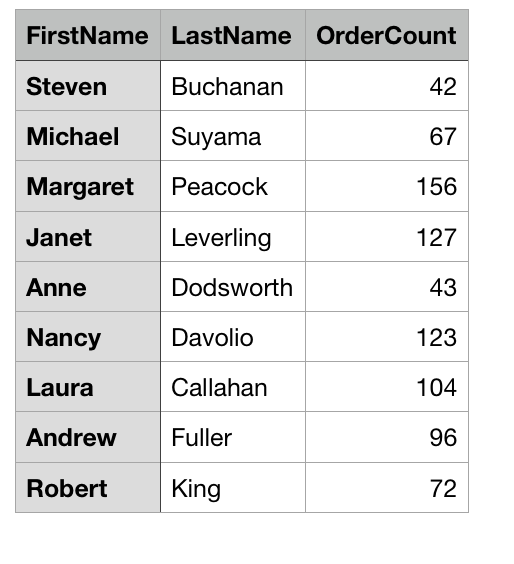 FirstName LastName OrderCount
Steven Buchanan 42
Michael Suyama 67
Margaret Peacock 156
Janet Leverling 127
Anne Dodsworth 43
Nancy Davolio 123
Laura Callahan 104
Andrew Fuller 96
Robert King 72